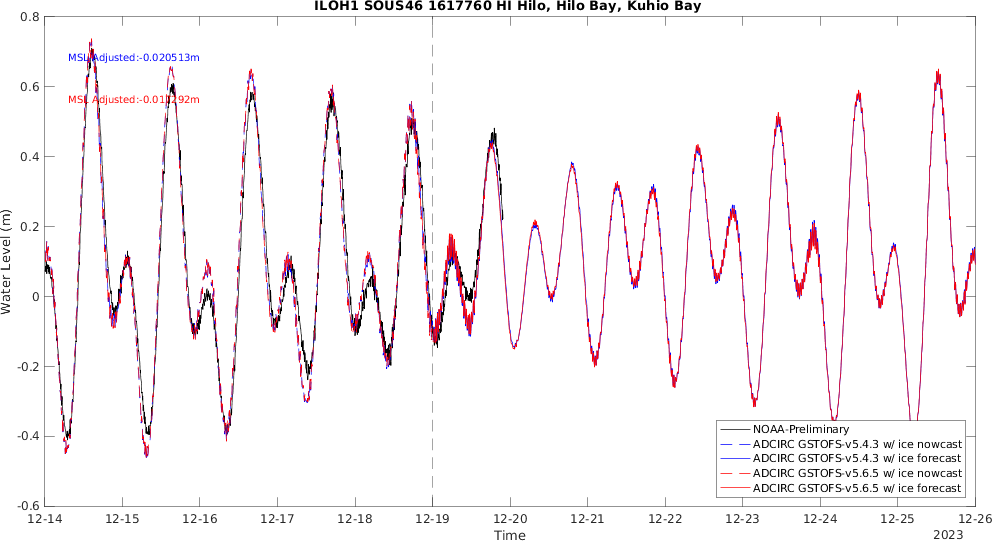 ILOH1 SOUS46 1617760 HI Hilo, Hilo Bay, Kuhio Bay
0.8
0.6
0.4
0.2
0
-0.2
-0.4
-0.6
Water Level (m)
MSL Adjusted:-0.020513m
MSL Adjusted:-0.011292m
NOAA-Preliminary
ADCIRC GSTOFS-v5.4.3 w/ ice nowcast
ADCIRC GSTOFS-v5.4.3 w/ ice forecast
ADCIRC GSTOFS-v5.6.5 w/ ice nowcast
ADCIRC GSTOFS-v5.6.5 w/ ice forecast
12-14 12-15 12-16 12-17 12-18 12-19 12-20 12-21 12-22 12-23 12-24 12-25 12-26
Time
2023